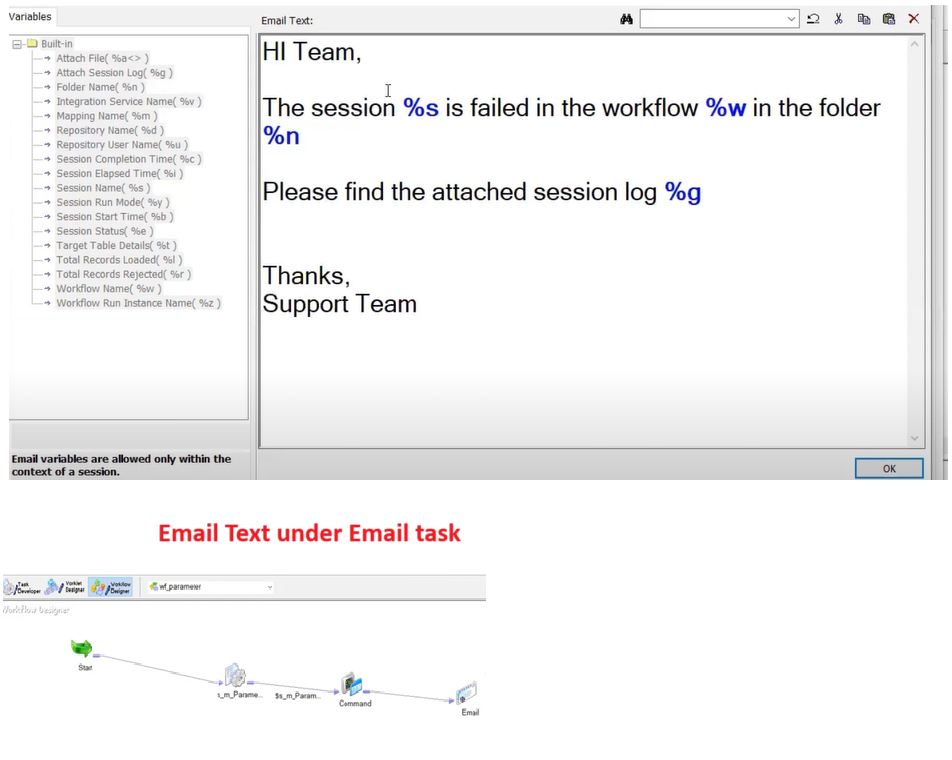 Variables
Built-in
Attach File( %a<> )
Attach Session Log( %g )
Folder Name( %n )
Integration Service Name( %v )
Mapping Name( %m )
Repository Name( %d )
Repository User Name( %u )
Session Completion Time( %c )
Session Elapsed Time( %i )
Session Name( %s )
Session Run Mode( %y )
Session Start Time( %b )
Session Status( %e )
Target Table Details( %t )
Total Records Loaded( %l )
Total Records Rejected( %r )
Workflow Name( %w )
Workflow Run Instance Name( %z )
Email variables are allowed only within the
context of a session.
Email Text:
HI Team,
The session %s is failed in the workflow %w in the folder
%n
Please find the attached session log %g
Thanks,
Support Team
OK
Email Text under Email task
Task
Developer
Worklet
Designer
Workflow
Designer
wf_parameter
Workflow Designer
Start
s_m_Parame...
$s_m_Param...
Command
Email